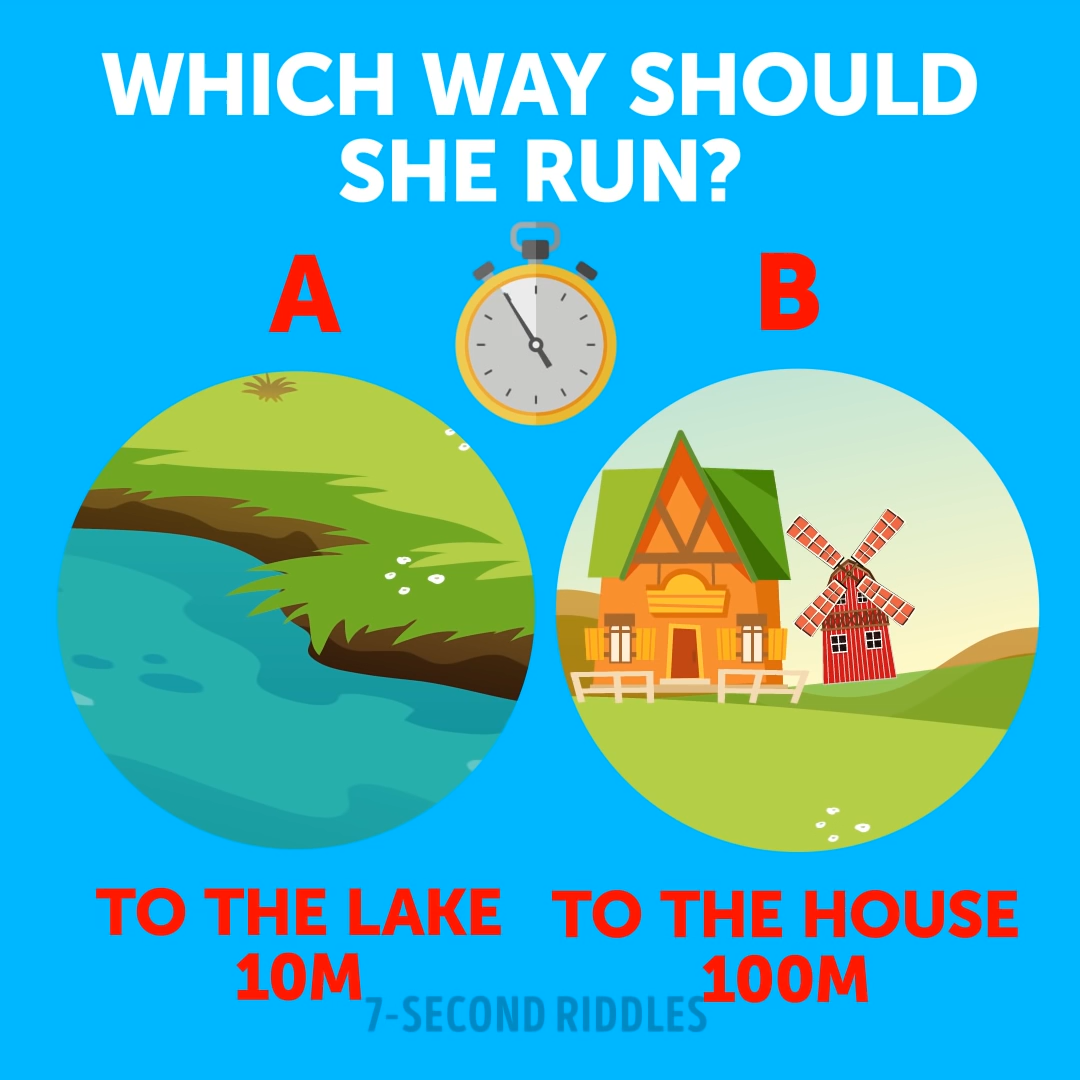 WHICH WAY SHOULD
SHE RUN?
A
B
TO THE LAKE
10M
TO THE HOUSE
100M
7-SECOND RIDDLES